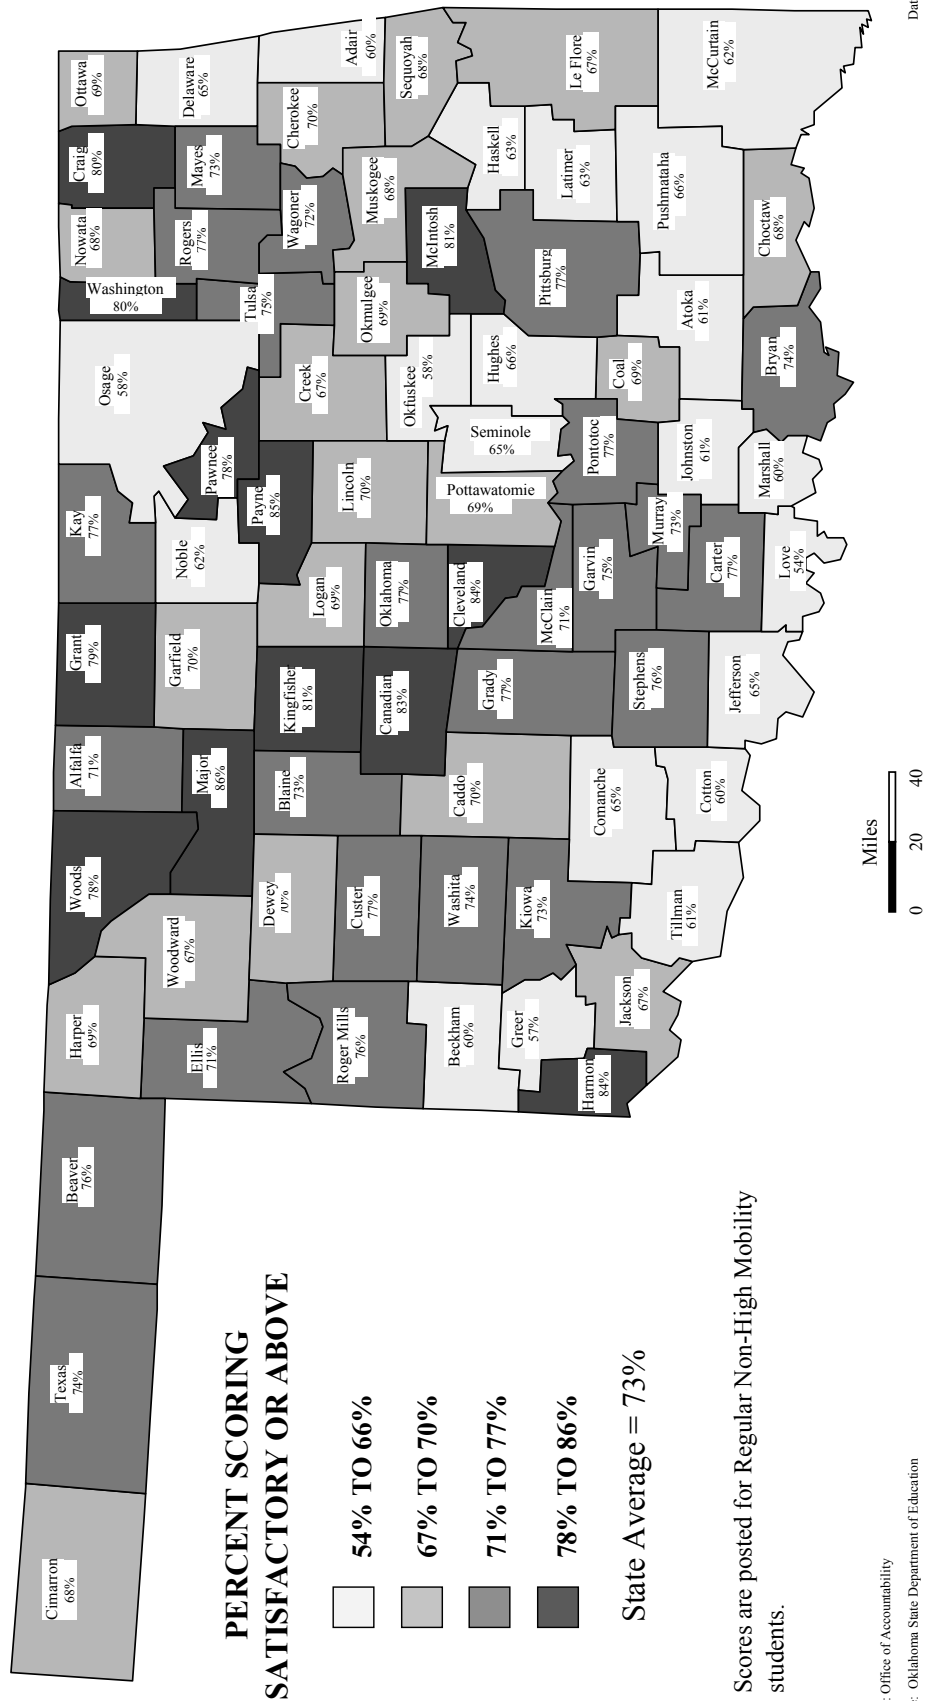 Cimarron
68%
Texas
74%
Beaver
76%
Harper
69%
Woods
78%
Alfalfa
71%
Grant
79%
Kay
77%
Osage
58%
Washington
80%
Nowata
68%
Craig
80%
Ottawa
69%
Ellis
71%
Woodward
67%
Major
86%
Garfield
70%
Noble
62%
Pawnee
78%
Rogers
77%
Mayes
73%
Delaware
65%
Dewey
70%
Blaine
73%
Kingfisher
81%
Logan
69%
Payne
85%
Creek
67%
Tulsa
75%
Wagoner
72%
Cherokee
70%
Adair
60%
Roger Mills
76%
Custer
77%
Canadian
83%
Oklahoma
77%
Lincoln
70%
Okmulgee
69%
Muskogee
68%
Sequoyah
68%
Beckham
60%
Washita
74%
Caddo
70%
Grady
77%
Cleveland
84%
Pottawatomie
69%
Seminole
65%
Okfuskee
58%
Hughes
66%
McIntosh
81%
Haskell
63%
Greer
57%
Kiowa
73%
McClain
71%
Garvin
75%
Pontotoc
77%
Coal
69%
Pittsburg
77%
Latimer
63%
Le Flore
67%
Harmon
84%
Jackson
67%
Tillman
61%
Comanche
65%
Cotton
60%
Stephens
76%
Jefferson
65%
Murray
73%
Carter
77%
Love
54%
Johnston
61%
Marshall
60%
Atoka
61%
Bryan
74%
Pushmataha
66%
Choctaw
68%
McCurtain
62%
PERCENT SCORING
SATISFACTORY OR ABOVE
54% TO 66%
67% TO 70%
71% TO 77%
78% TO 86%
State Average = 73%
Scores are posted for Regular Non-High Mobility
students.
Miles
0 20 40
: Office of Accountability
: Oklahoma State Department of Education